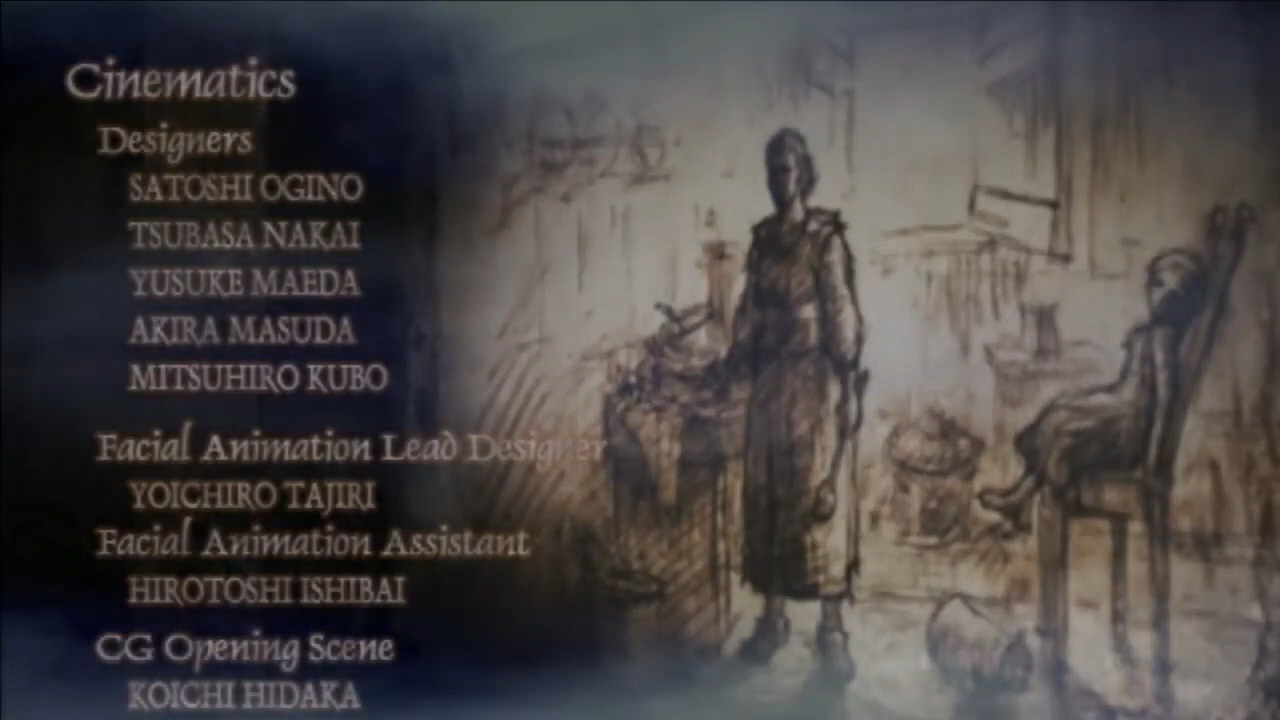 Cinematics
Designers
SATOSHI OGINO
TSUBASA NAKAI
YUSUKE MAEDA
AKIRA MASUDA
MITSUHIRO KUBO
Facial Animation Lead Designer
YOICHIRO TAJIRI
Facial Animation Assistant
HIROTOSHI ISHIBAI
CG Opening Scene
KOICHI HIDAKA